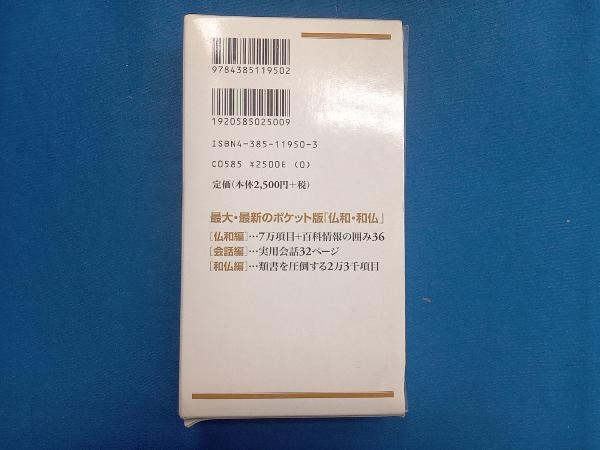 9784385119502
1920585025009
ISBN4-385-11950-3
C0585 ¥2500E (0)
定価(本体2,500円+税)
最大・最新のポケット版「仏和・和仏」
[仏和編]…7万項目+百科情報の囲み36
[会話編]…実用会話32ページ
[和仏編]…類書を圧倒する2万3千項目